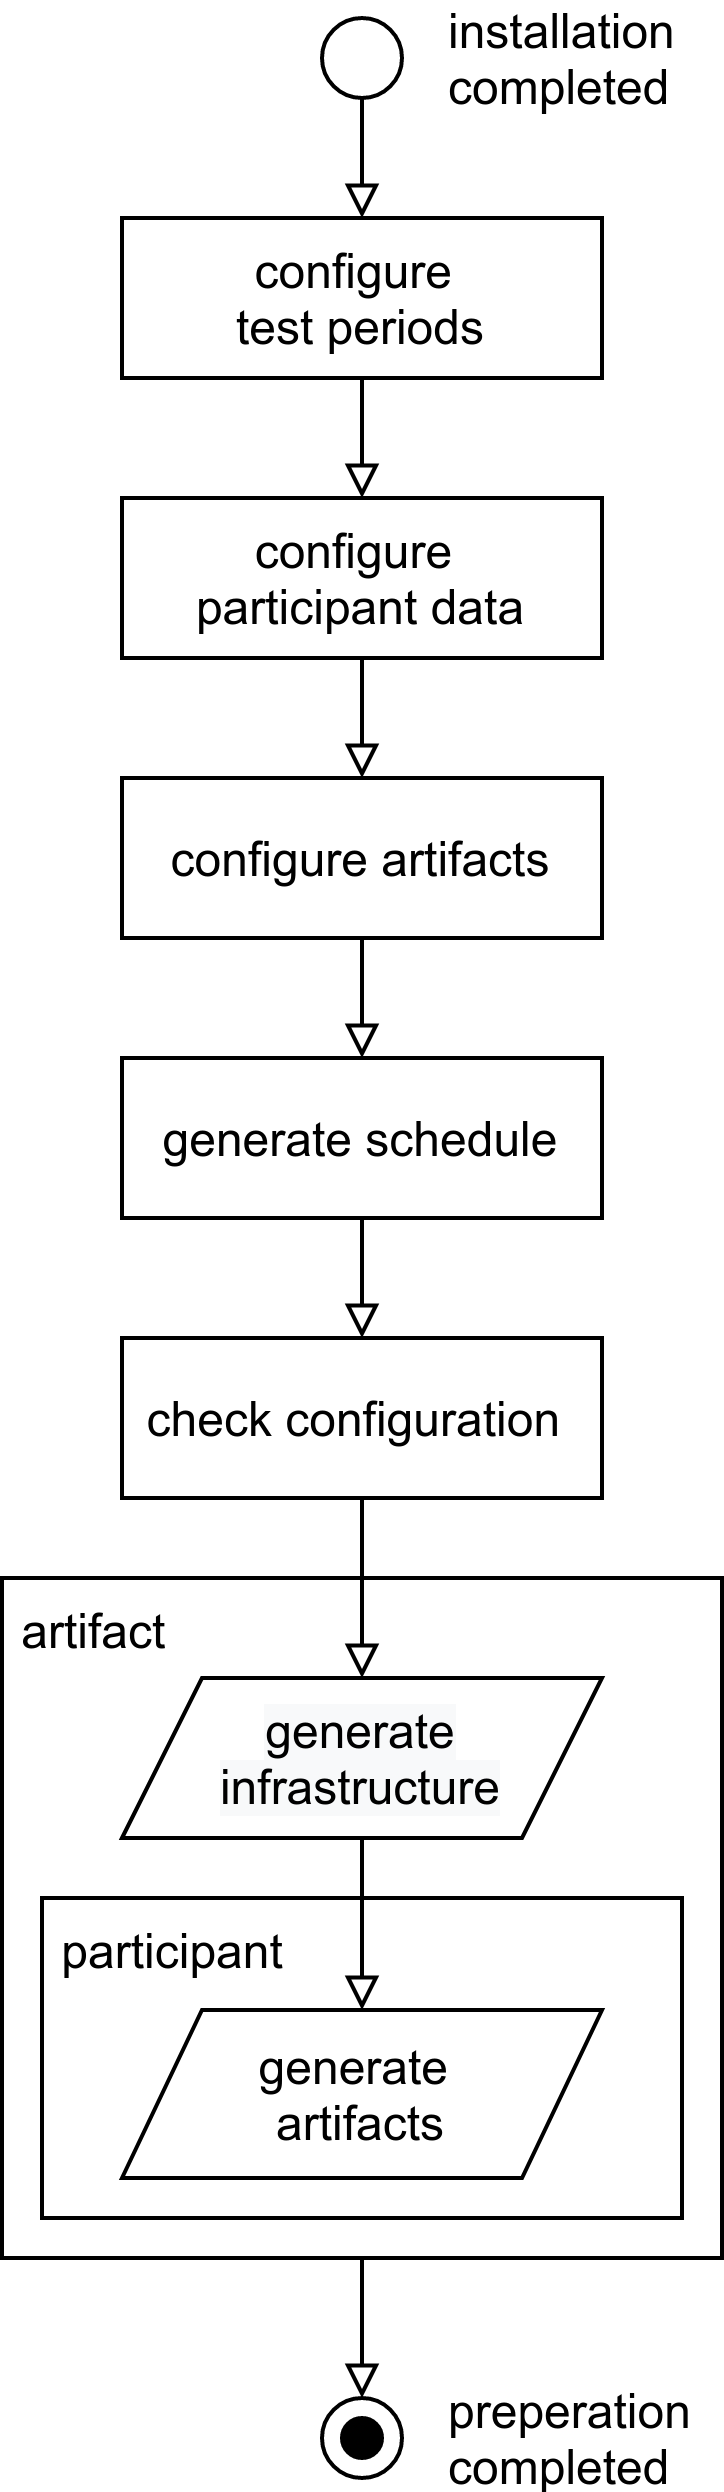 installation
completed
configure
test periods
configure
participant data
configure artifacts
generate schedule
check configuration
artifact
generate
infrastructure
participant
generate
artifacts
preperation
completed